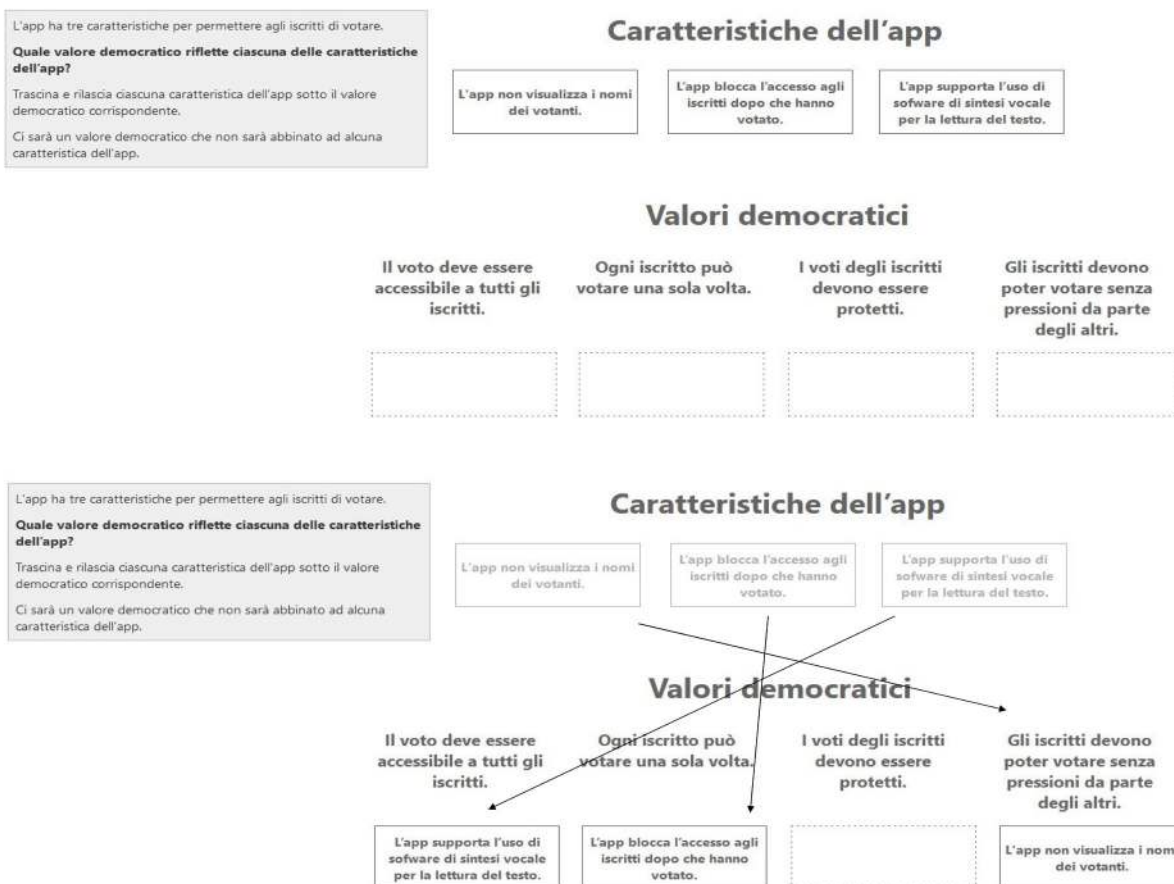 L'app ha tre caratteristiche per permettere agli iscritti di votare.
Quale valore democratico riflette ciascuna delle caratteristiche
dell'app?
Trascina e rilascia ciascuna caratteristica dell'app sotto il valore
democratico corrispondente.
Ci sarà un valore democratico che non sarà abbinato ad alcuna
caratteristica dell'app.
Caratteristiche dell'app
L'app non visualizza i nomi
dei votanti.
L'app blocca l'accesso agli
iscritti dopo che hanno
votato.
L'app supporta l'uso di
sofware di sintesi vocale
per la lettura del testo.
Valori democratici
Il voto deve essere
accessibile a tutti gli
iscritti.
Ogni iscritto può
votare una sola volta.
I voti degli iscritti
devono essere
protetti.
Gli iscritti devono
poter votare senza
pressioni da parte
degli altri.
L'app ha tre caratteristiche per permettere agli iscritti di votare.
Quale valore democratico riflette ciascuna delle caratteristiche
dell'app?
Trascina e rilascia ciascuna caratteristica dell'app sotto il valore
democratico corrispondente.
Ci sarà un valore democratico che non sarà abbinato ad alcuna
caratteristica dell'app.
Caratteristiche dell'app
L'app non visualizza i nomi
dei votanti.
L'app blocca l'accesso agli
iscritti dopo che hanno
votato.
L'app supporta l'uso di
sofware di sintesi vocale
per la lettura del testo.
Valori democratici
Il voto deve essere
accessibile a tutti gli
iscritti.
Ogni iscritto può
votare una sola volta.
I voti degli iscritti
devono essere
protetti.
Gli iscritti devono
poter votare senza
pressioni da parte
degli altri.
L'app supporta l'uso di
sofware di sintesi vocale
per la lettura del testo.
L'app blocca l'accesso agli
iscritti dopo che hanno
votato.
L'app non visualizza i nom
dei votanti.